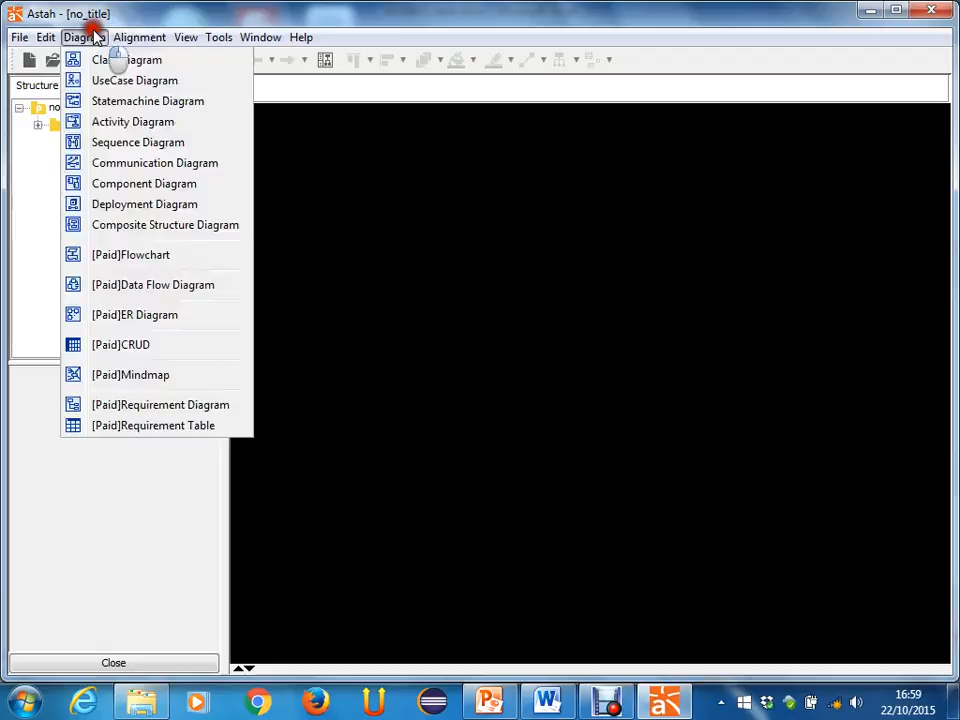 Astah - [no_title]
File Edit Diagram Alignment View Tools Window Help
Structure
no
Class Diagram
UseCase Diagram
Statemachine Diagram
Activity Diagram
Sequence Diagram
Communication Diagram
Component Diagram
Deployment Diagram
Composite Structure Diagram
[Paid]Flowchart
[Paid]Data Flow Diagram
[Paid]ER Diagram
[Paid]CRUD
[Paid]Mindmap
[Paid]Requirement Diagram
[Paid]Requirement Table
Close
16:59
22/10/2015